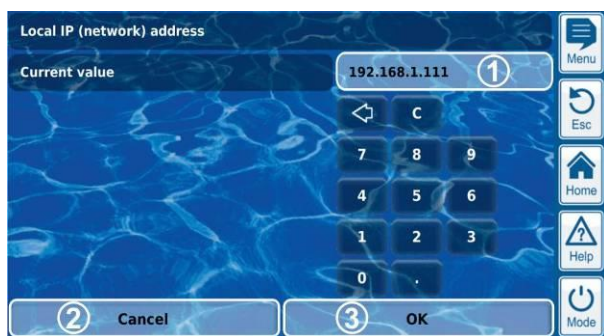 Local IP (network) address
Menu
Current value
192.168.1.111 1
C
Esc
7 8 9
4 5 6
Home
1 2 3
Help
0 .
2 Cancel
3 OK
Mode